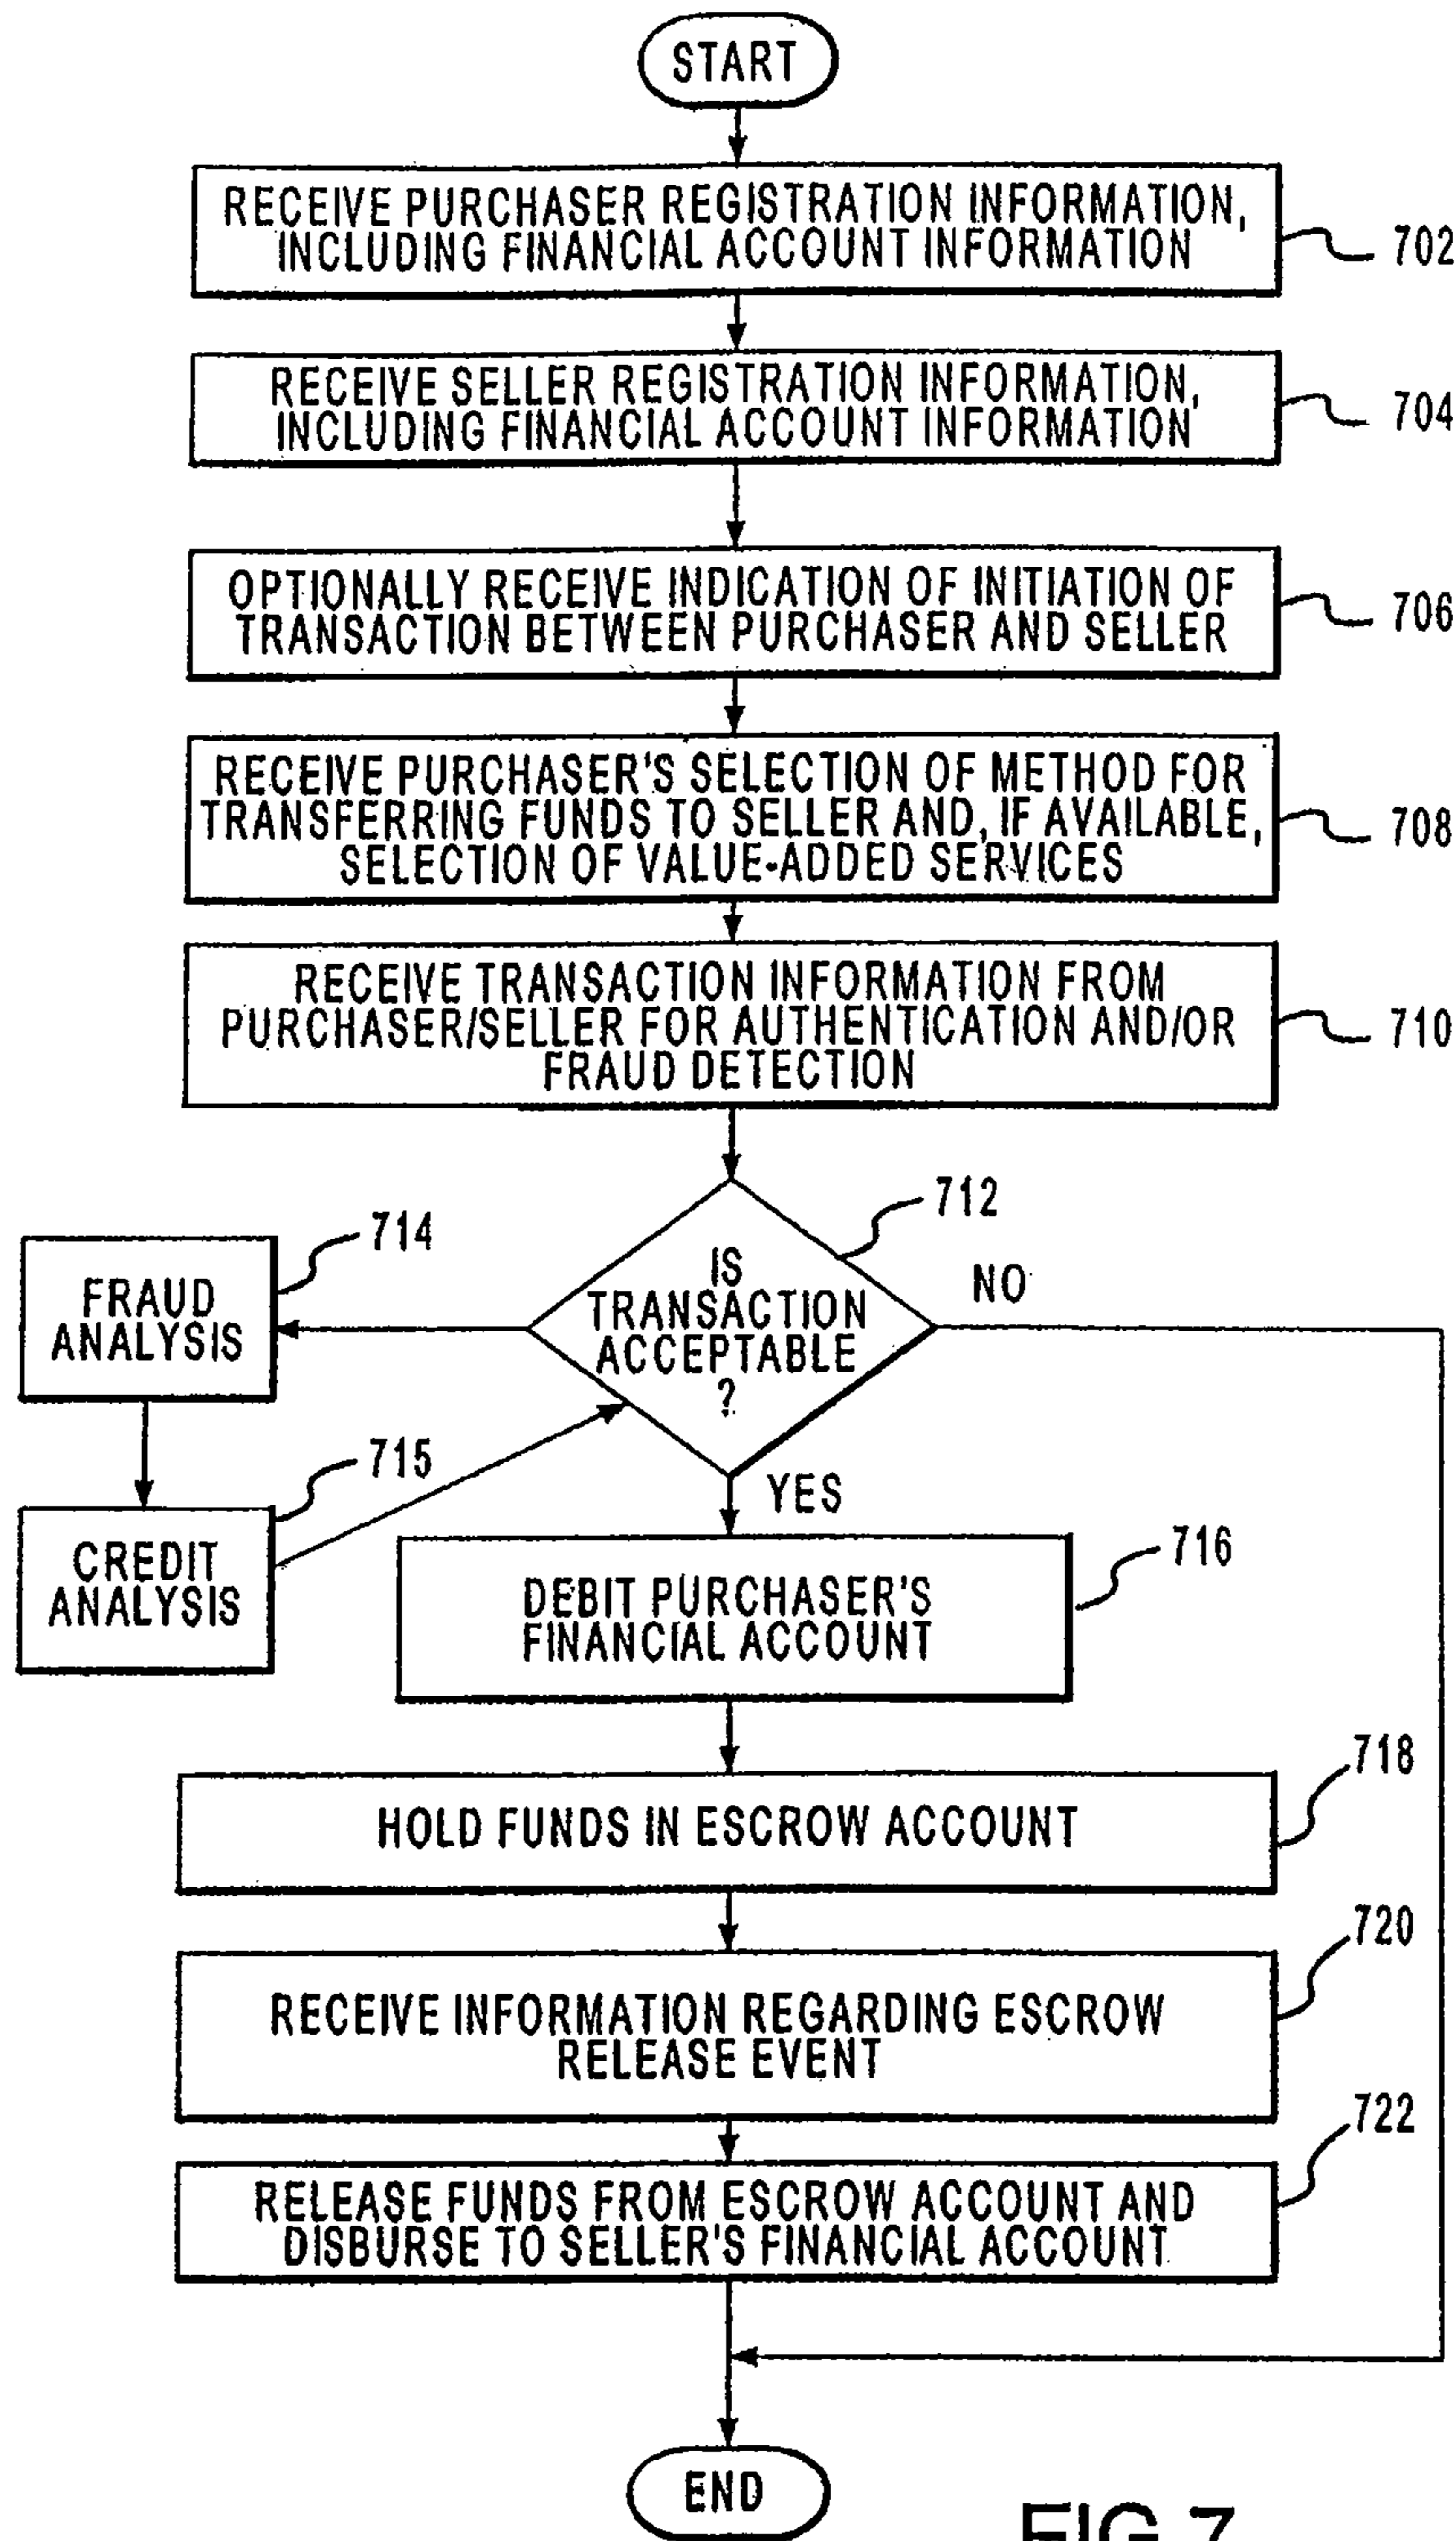 START
RECEIVE PURCHASER REGISTRATION INFORMATION,
INCLUDING FINANCIAL ACCOUNT INFORMATION
702
RECEIVE SELLER REGISTRATION INFORMATION,
INCLUDING FINANCIAL ACCOUNT INFORMATION
704
OPTIONALLY RECEIVE INDICATION OF INITIATION OF
TRANSACTION BETWEEN PURCHASER AND SELLER
706
RECEIVE PURCHASER'S SELECTION OF METHOD FOR
TRANSFERRING FUNDS TO SELLER AND, IF AVAILABLE,
SELECTION OF VALUE-ADDED SERVICES
708
RECEIVE TRANSACTION INFORMATION FROM
PURCHASER/SELLER FOR AUTHENTICATION AND/OR
FRAUD DETECTION
710
712
IS
TRANSACTION
ACCEPTABLE
?
NO
714
FRAUD
ANALYSIS
715
CREDIT
ANALYSIS
YES
716
DEBIT PURCHASER'S
FINANCIAL ACCOUNT
718
HOLD FUNDS IN ESCROW ACCOUNT
720
RECEIVE INFORMATION REGARDING ESCROW
RELEASE EVENT
722
RELEASE FUNDS FROM ESCROW ACCOUNT AND
DISBURSE TO SELLER'S FINANCIAL ACCOUNT
END
FIG.7